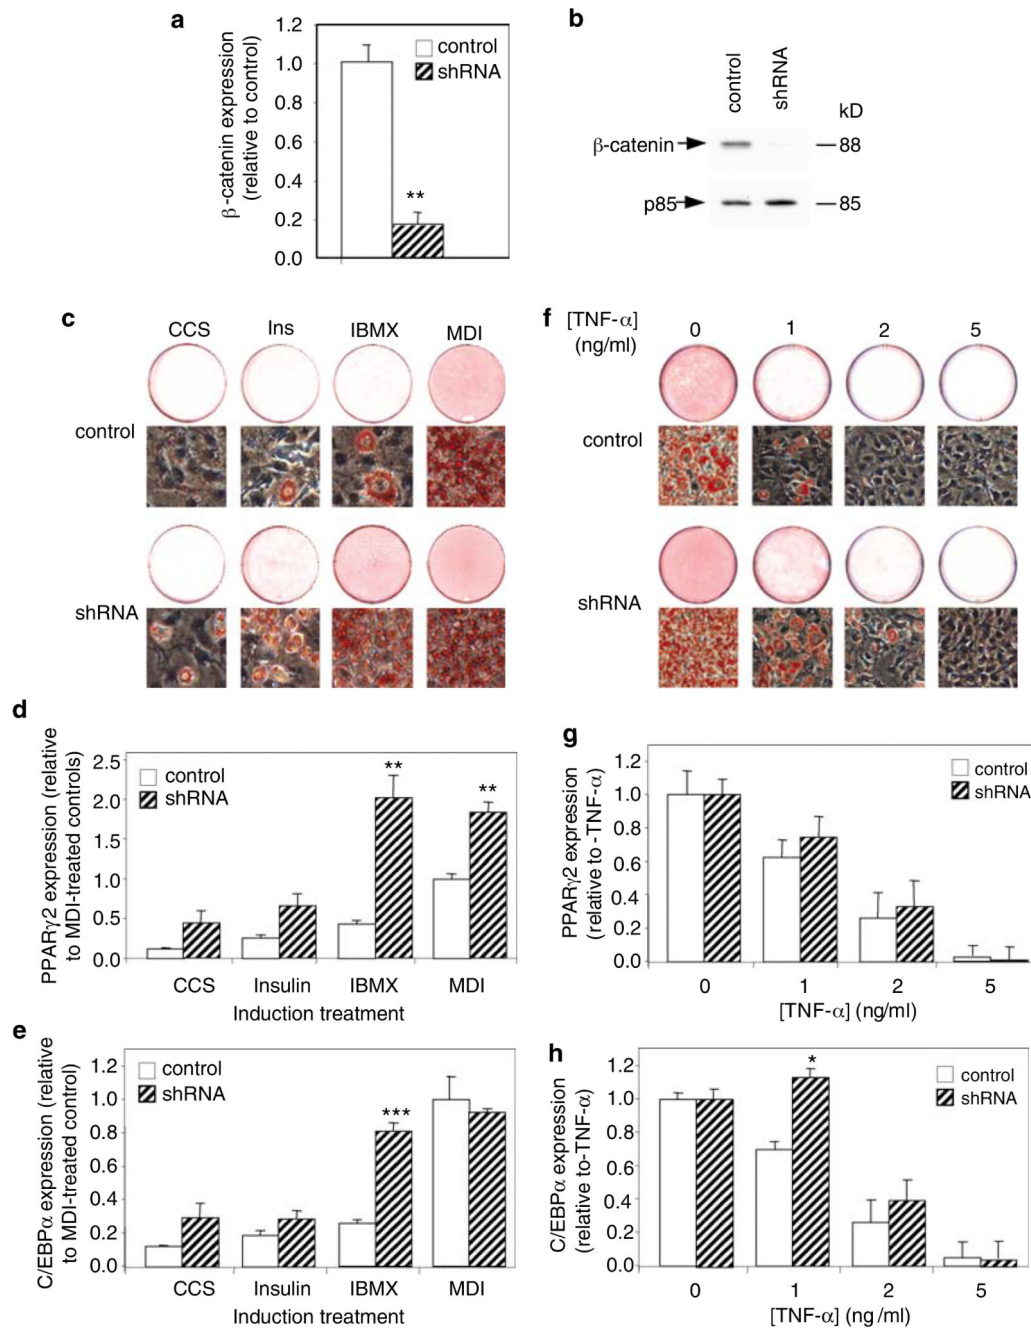 a
β-catenin expression
(relative to control)
1.2
1.0
0.8
0.6
0.4
0.2
0.0
control
shRNA
**
b
control
shRNA
kD
β-catenin
88
p85
85
c
CCS
Ins
IBMX
MDI
control
shRNA
f
[TNF-α]
(ng/ml)
0
1
2
5
control
shRNA
d
PPARγ2 expression (relative
to MDI-treated controls)
2.5
2.0
1.5
1.0
0.5
0.0
control
shRNA
**
**
CCS
Insulin
IBMX
MDI
Induction treatment
g
PPARγ2 expression
(relative to -TNF-α)
1.2
1.0
0.8
0.6
0.4
0.2
0.0
control
shRNA
0
1
2
5
[TNF-α] (ng/ml)
e
C/EBPα expression (relative
to MDI-treated control)
1.2
1.0
0.8
0.6
0.4
0.2
0.0
control
shRNA
***
CCS
Insulin
IBMX
MDI
Induction treatment
h
C/EBPα expression
(relative to-TNF-α)
1.2
1.0
0.8
0.6
0.4
0.2
0.0
*
control
shRNA
0
1
2
5
[TNF-α] (ng /ml)